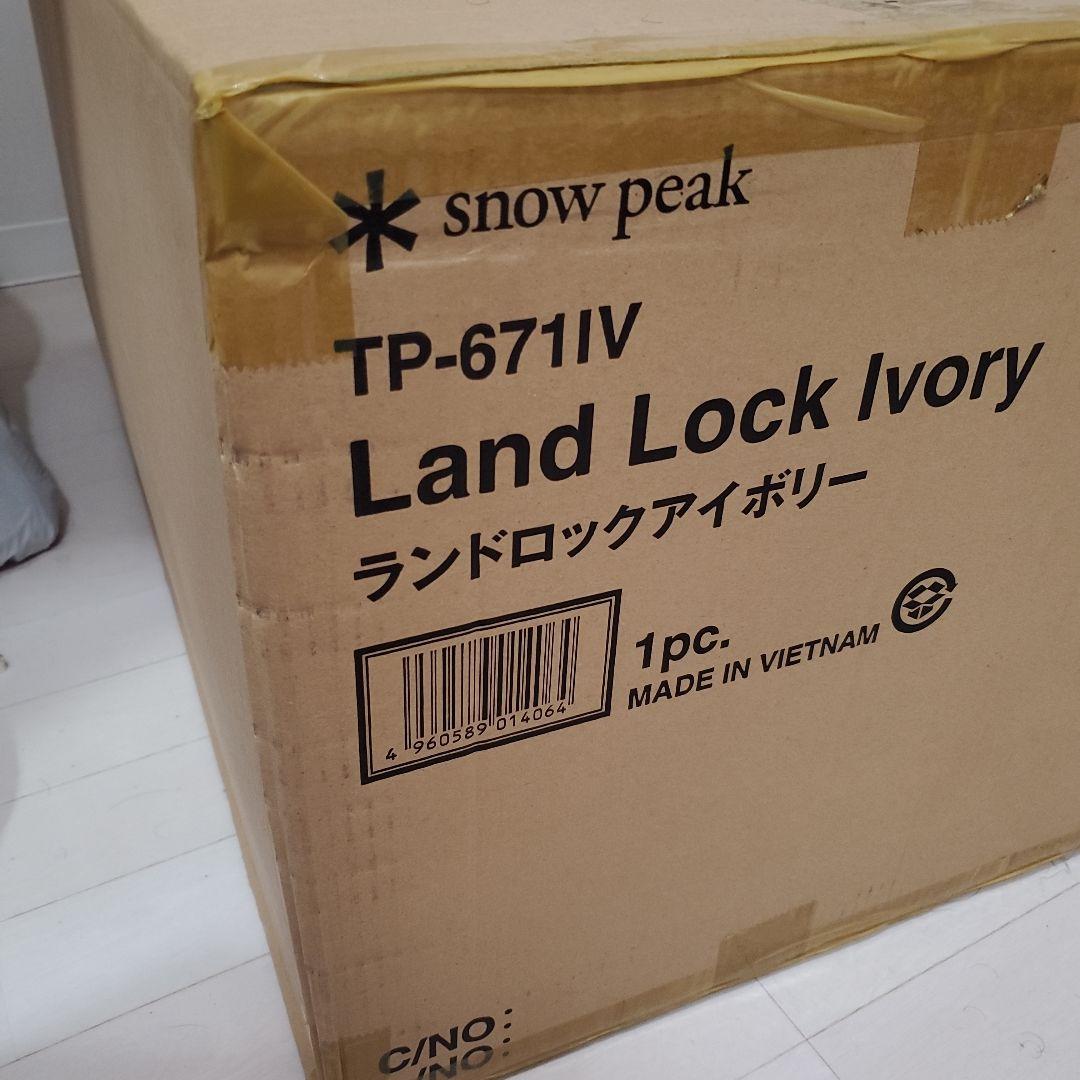 snow peak
TP-671IV
Land Lock Ivory
ランドロックアイボリー
4 960589 014064
1pc.
MADE IN VIETNAM
C/NO :
/NO :